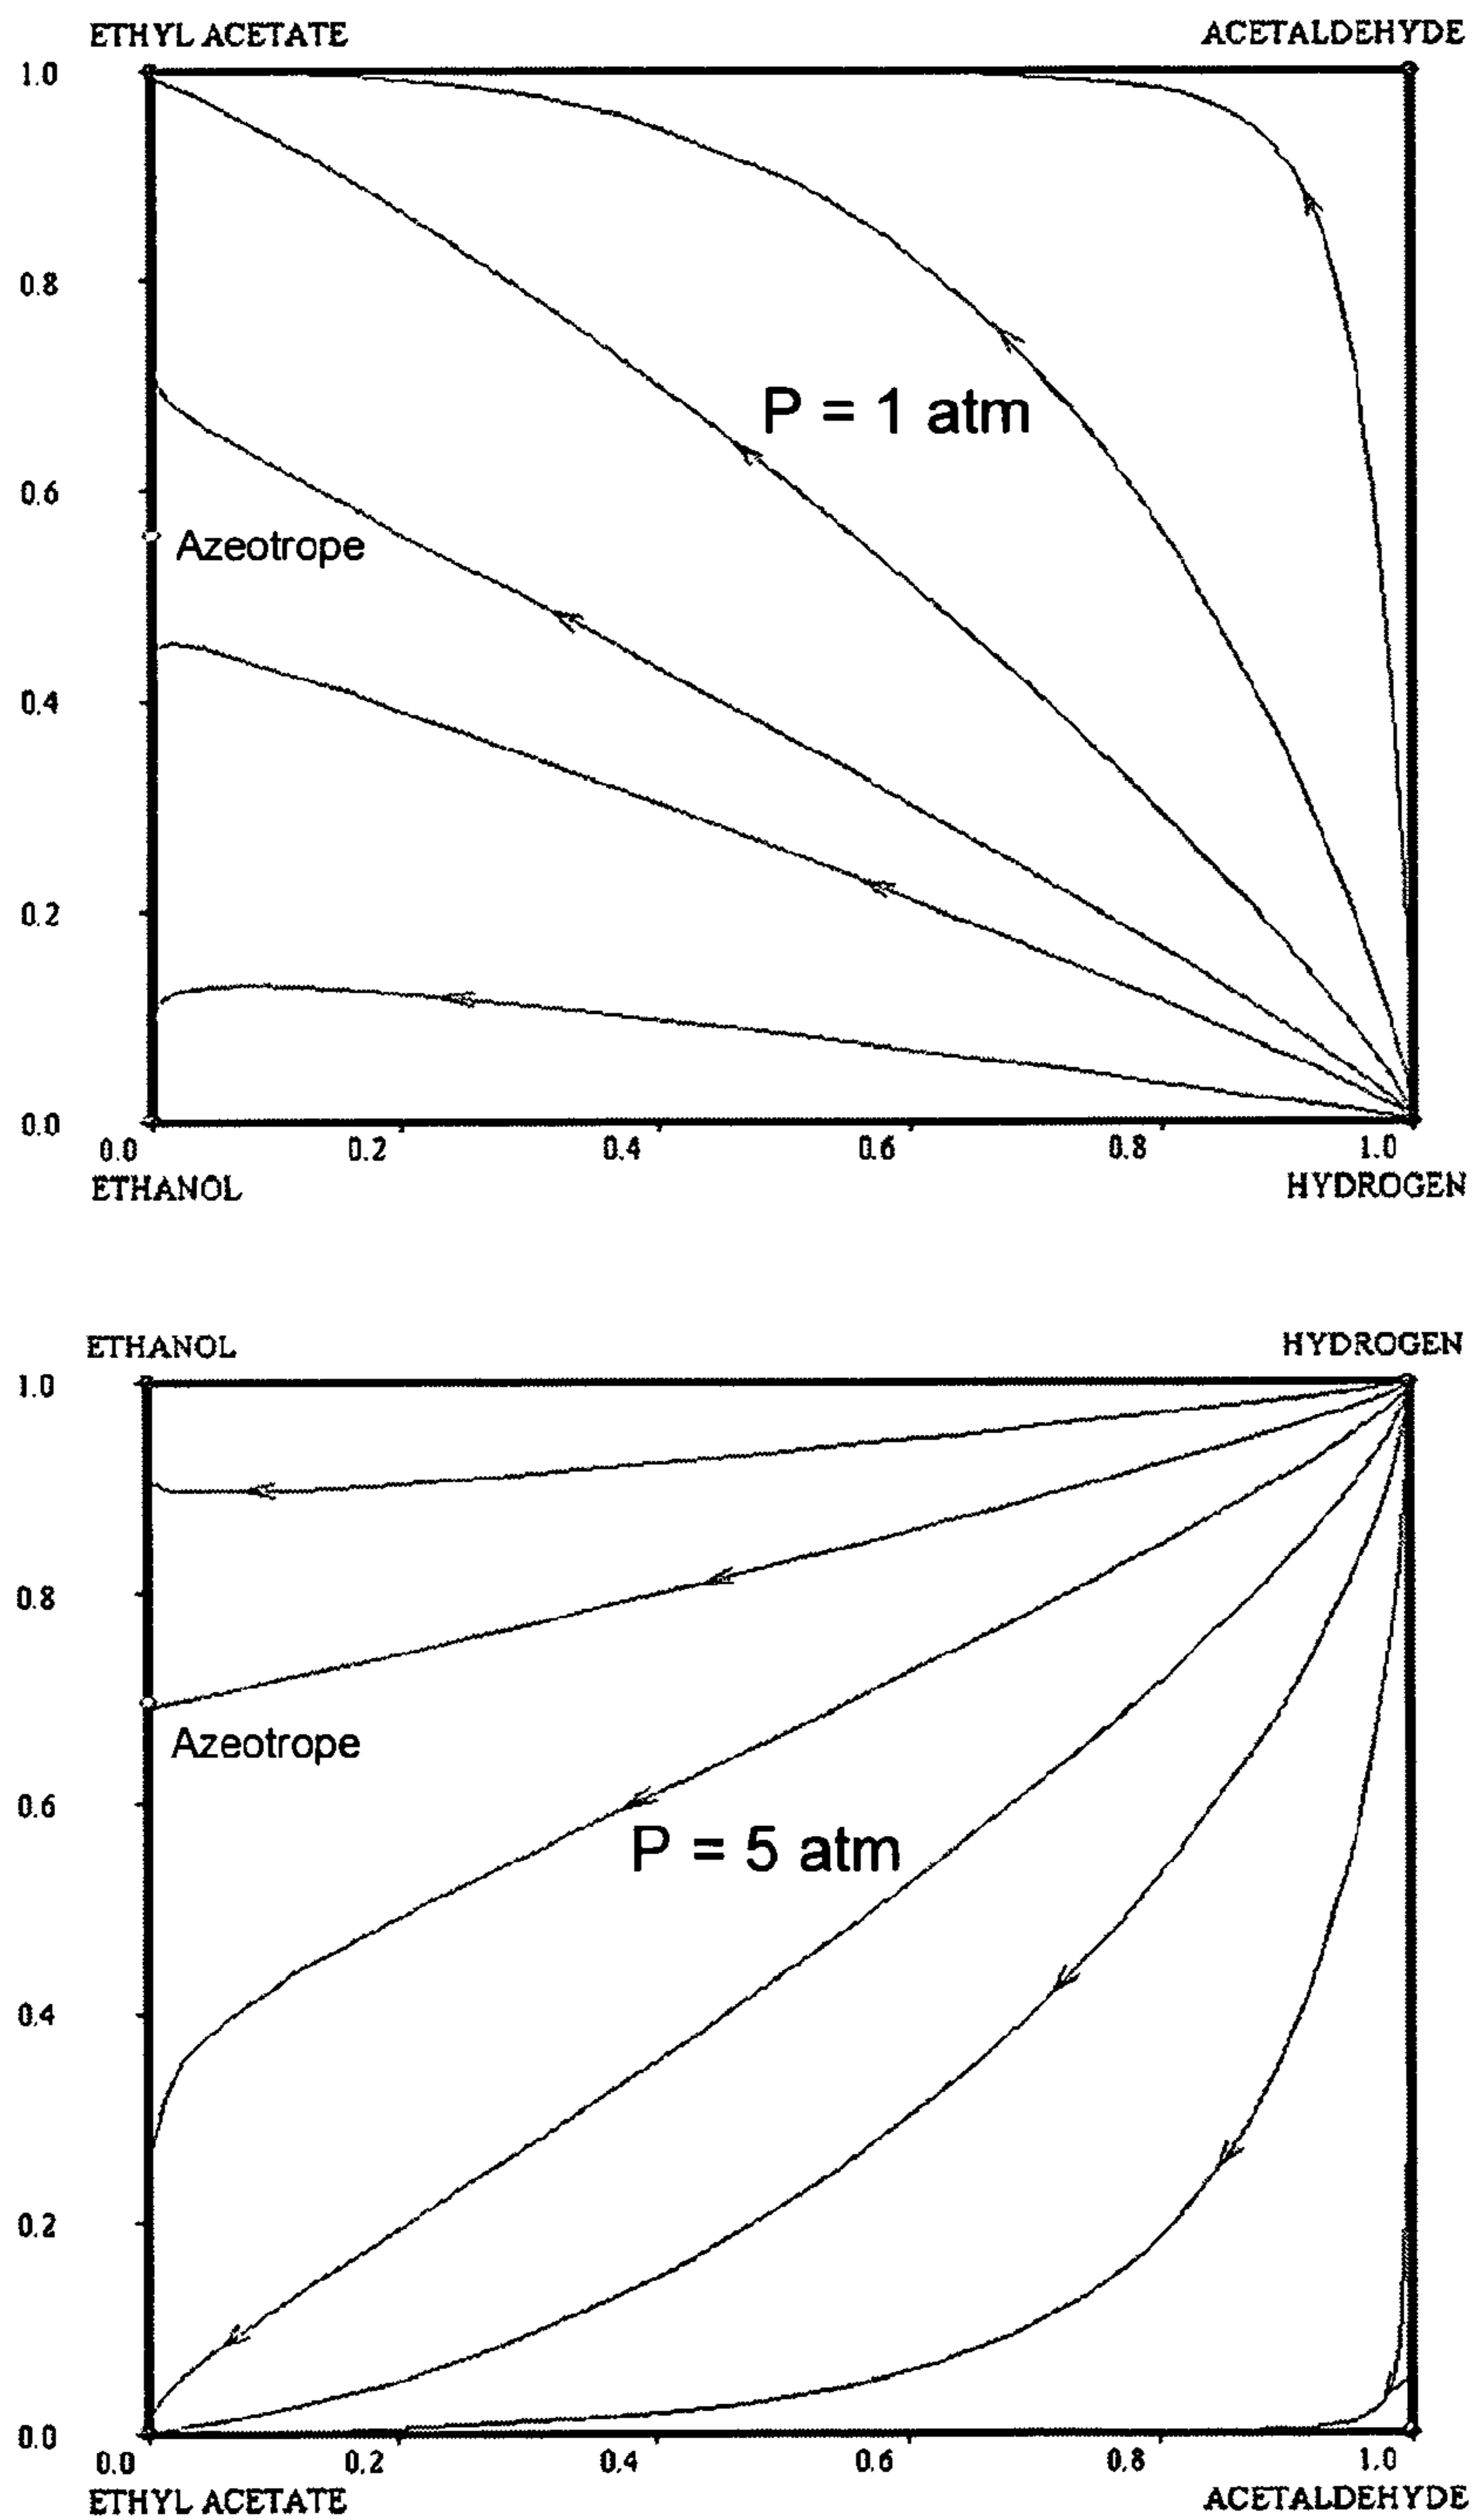 ETHYL ACETATE ACETALDEHYDE
1.0
0.8
P = 1 atm
0.6
Azeotrope
0.4
0.2
0.0
0.0 0.2 0.4 0.6 0.8 1.0
ETHANOL HYDROGEN
ETHANOL HYDROGEN
1.0
0.8
Azeotrope
0.6
P = 5 atm
0.4
0.2
0.0
0.0 0.2 0.4 0.6 0.8 1.0
ETHYL ACETATE ACETALDEHYDE